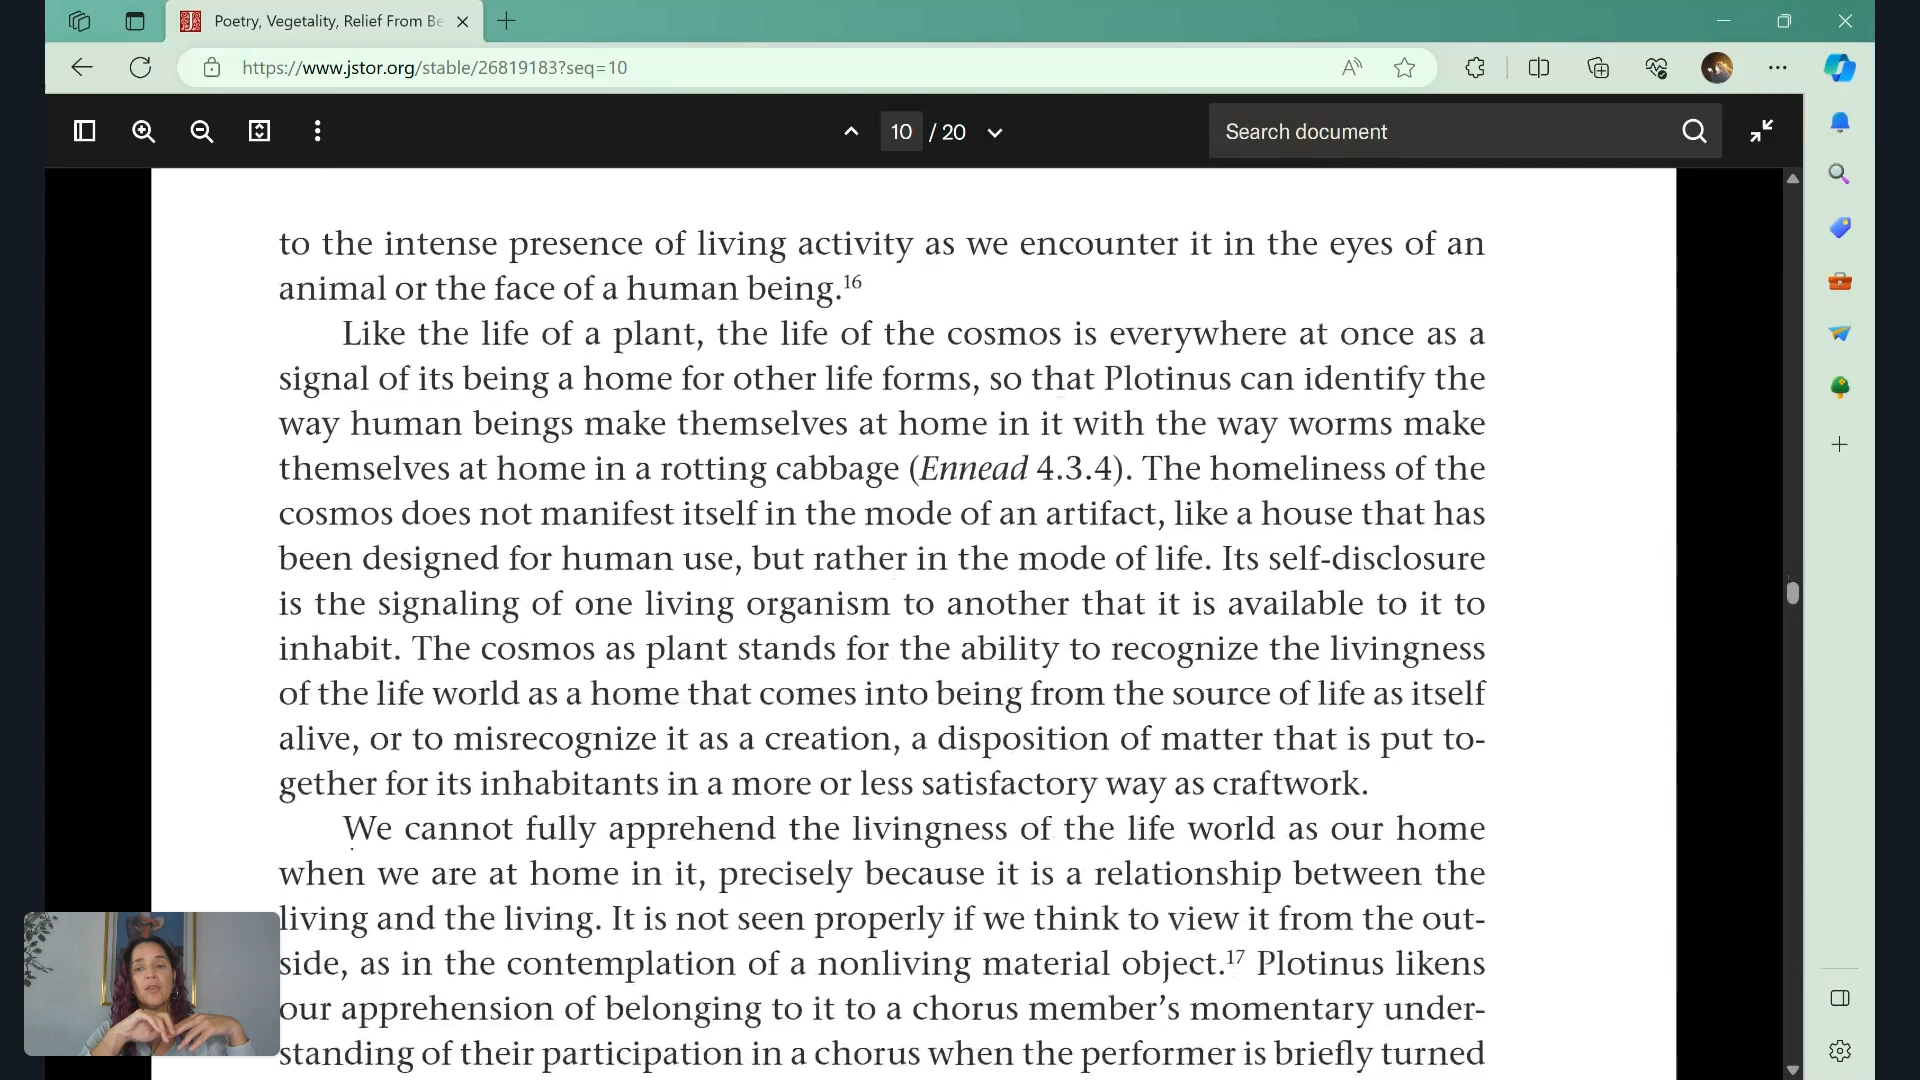 Poetry, Vegetality, Relief From Be
https://www.jstor.org/stable/26819183?seq=10
10 / 20
Search document
to the intense presence of living activity as we encounter it in the eyes of an
animal or the face of a human being.16
Like the life of a plant, the life of the cosmos is everywhere at once as a
signal of its being a home for other life forms, so that Plotinus can identify the
way human beings make themselves at home in it with the way worms make
themselves at home in a rotting cabbage (Ennead 4.3.4). The homeliness of the
cosmos does not manifest itself in the mode of an artifact, like a house that has
been designed for human use, but rather in the mode of life. Its self-disclosure
is the signaling of one living organism to another that it is available to it to
inhabit. The cosmos as plant stands for the ability to recognize the livingness
of the life world as a home that comes into being from the source of life as itself
alive, or to misrecognize it as a creation, a disposition of matter that is put to-
gether for its inhabitants in a more or less satisfactory way as craftwork.
We cannot fully apprehend the livingness of the life world as our home
when we are at home in it, precisely because it is a relationship between the
living and the living. It is not seen properly if we think to view it from the out-
side, as in the contemplation of a nonliving material object.17 Plotinus likens
our apprehension of belonging to it to a chorus member's momentary under-
standing of their participation in a chorus when the performer is briefly turned